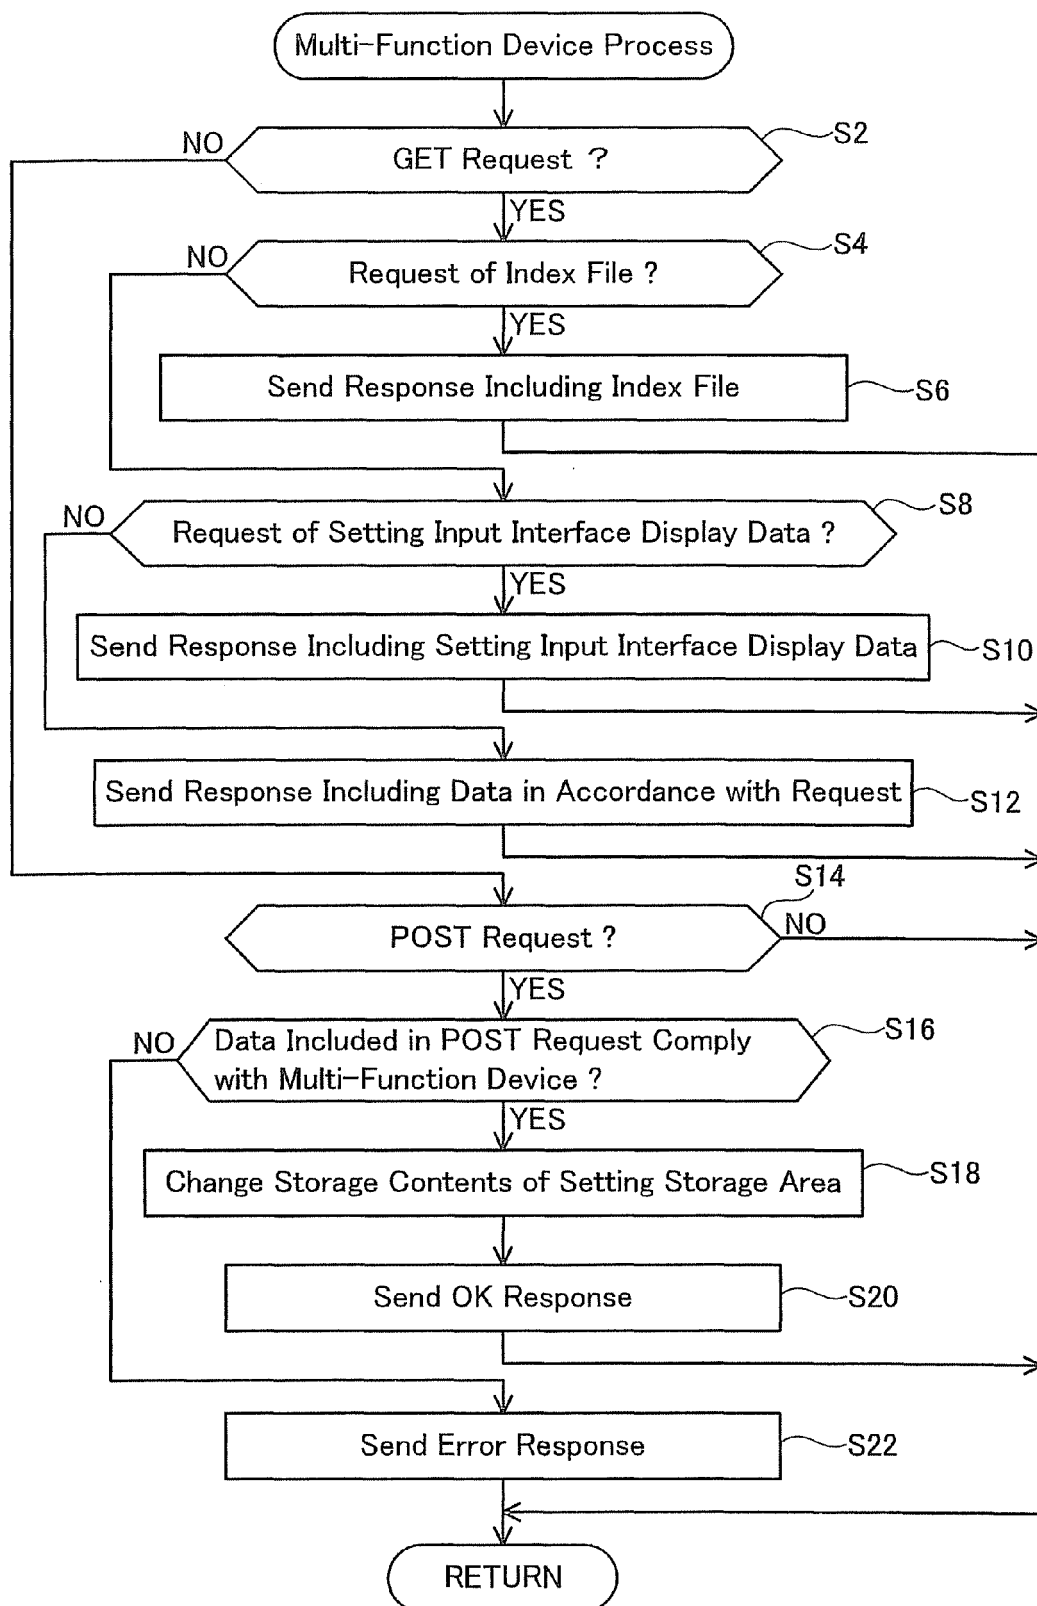 Multi-Function Device Process
S2
NO
GET Request ?
YES
S4
NO
Request of Index File ?
YES
Send Response Including Index File
S6
S8
NO
Request of Setting Input Interface Display Data ?
YES
Send Response Including Setting Input Interface Display Data
S10
Send Response Including Data in Accordance with Request
S12
S14
POST Request ?
NO
YES
S16
NO
Data Included in POST Request Comply
with Multi-Function Device ?
YES
Change Storage Contents of Setting Storage Area
S18
Send OK Response
S20
Send Error Response
S22
RETURN